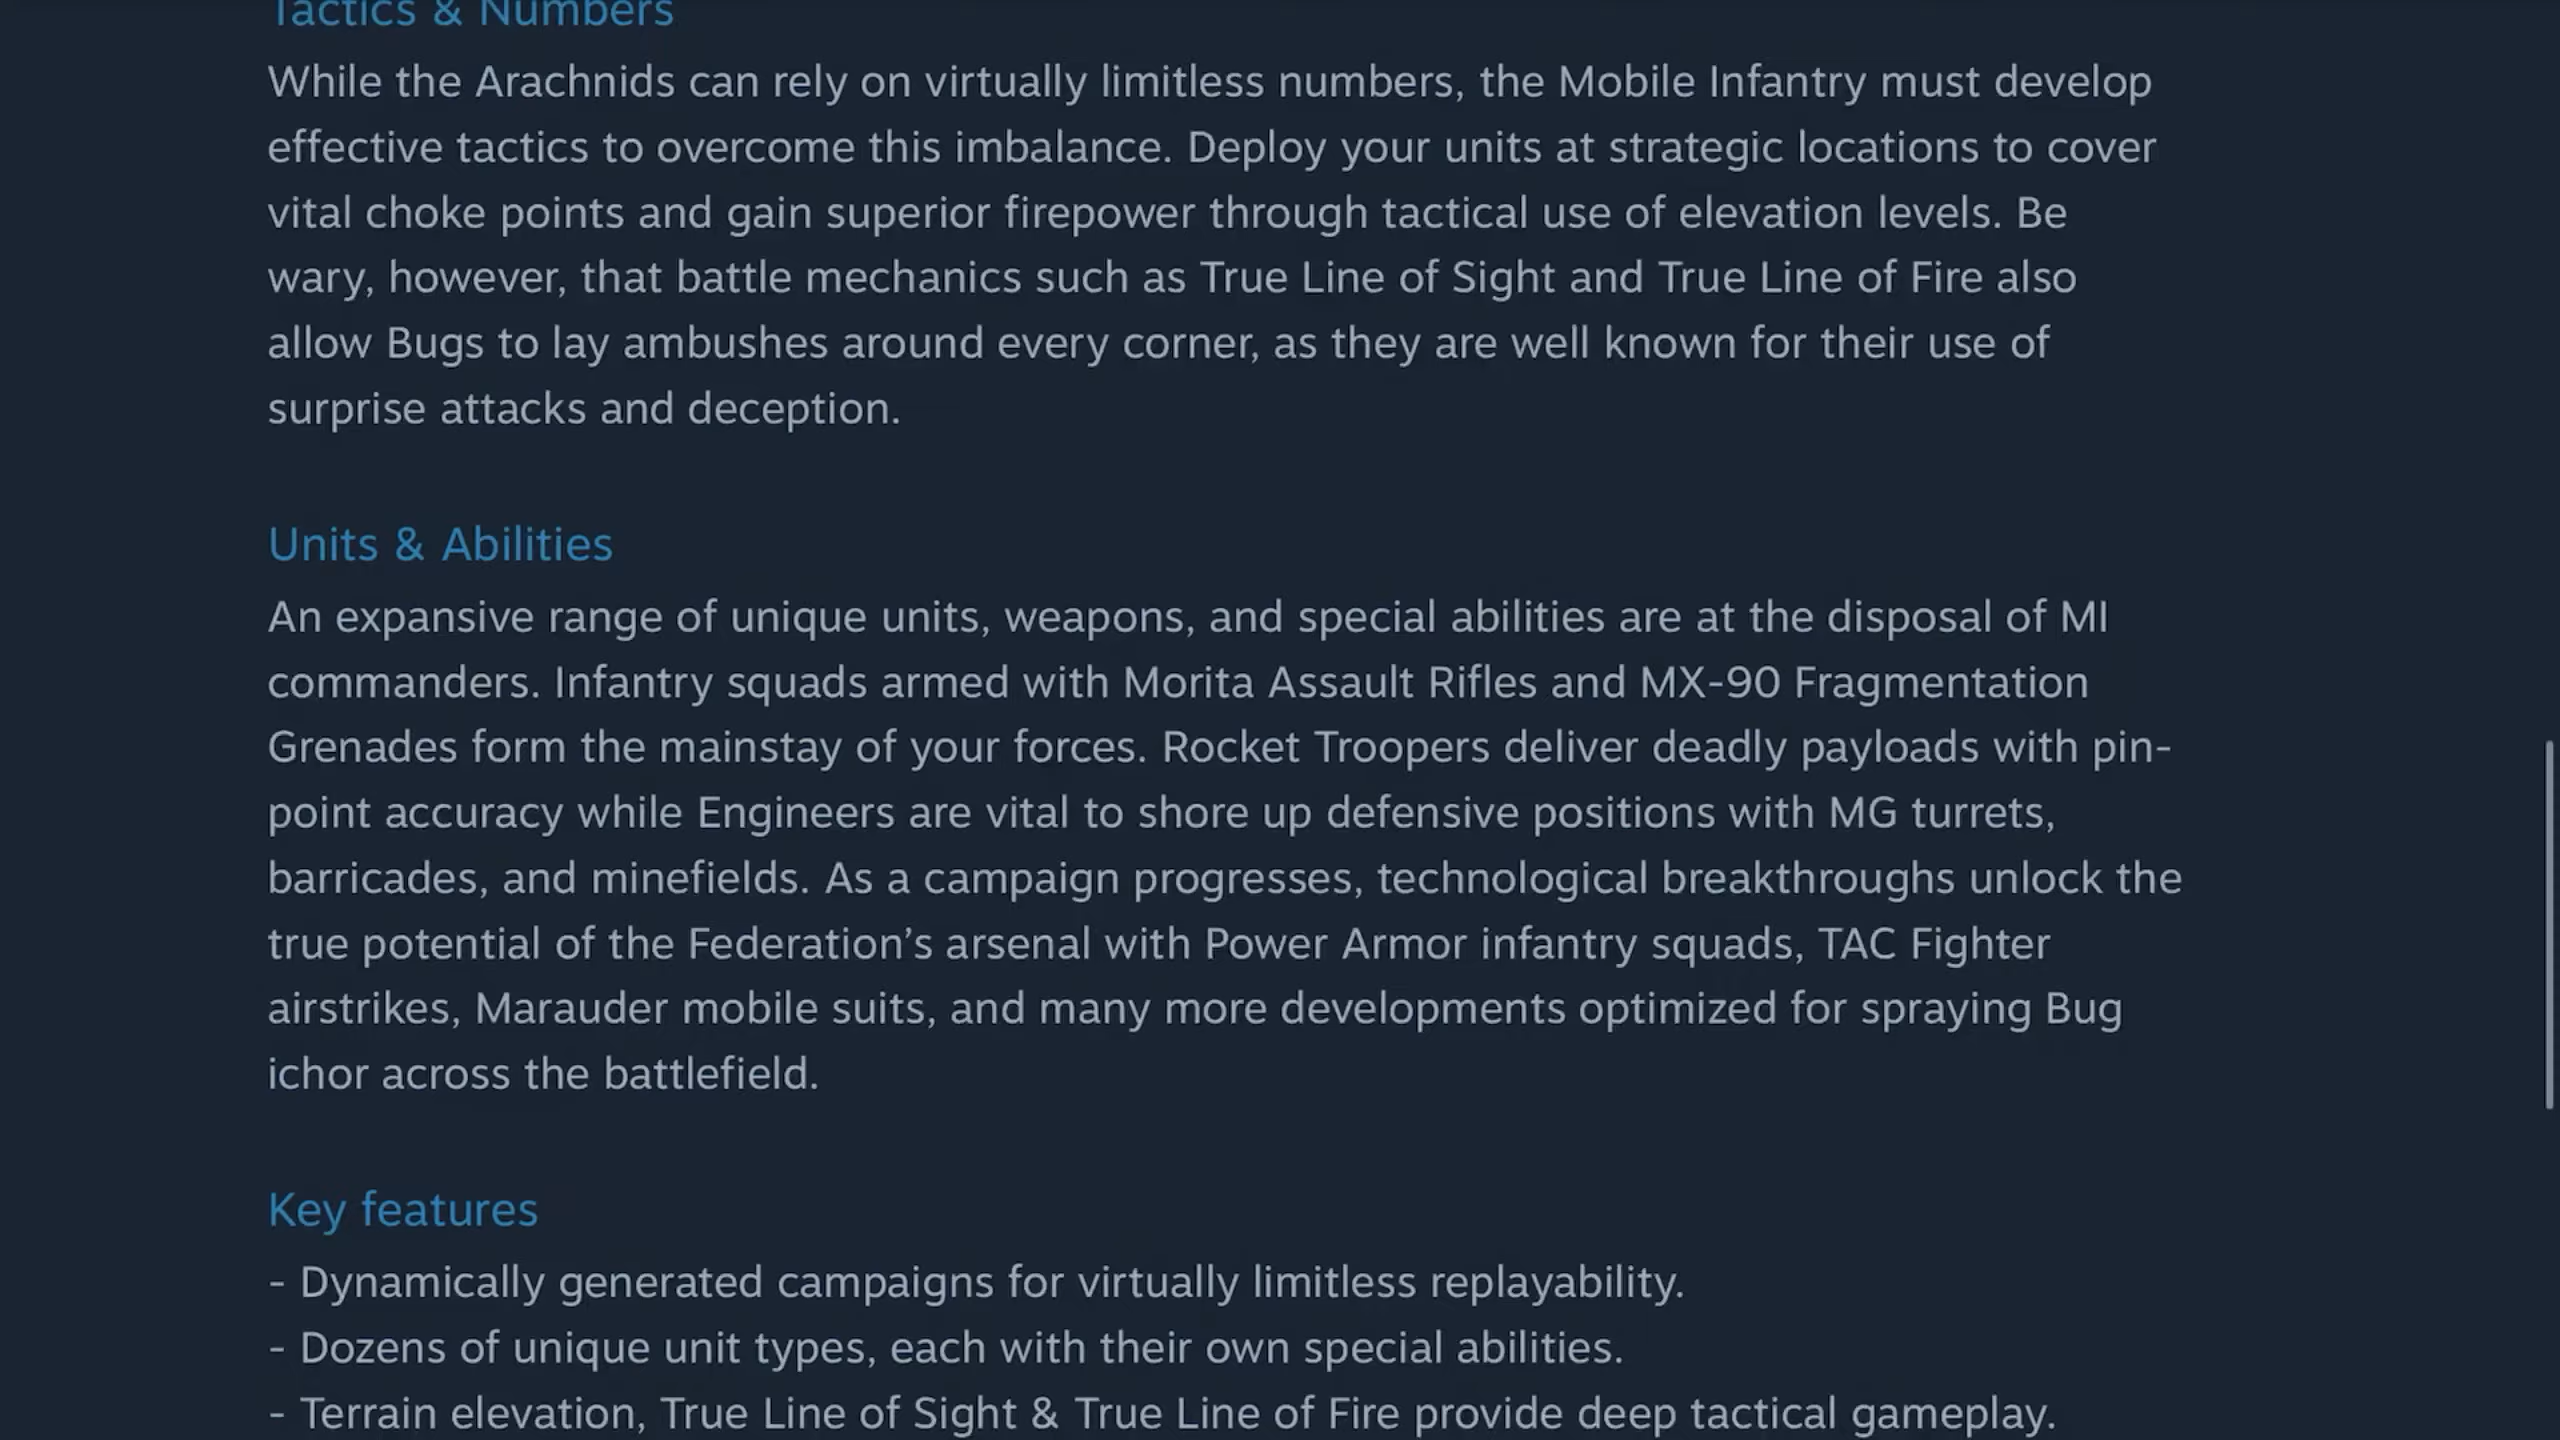 Tactics & Numbers
While the Arachnids can rely on virtually limitless numbers, the Mobile Infantry must develop
effective tactics to overcome this imbalance. Deploy your units at strategic locations to cover
vital choke points and gain superior firepower through tactical use of elevation levels. Be
wary, however, that battle mechanics such as True Line of Sight and True Line of Fire also
allow Bugs to lay ambushes around every corner, as they are well known for their use of
surprise attacks and deception.
Units & Abilities
An expansive range of unique units, weapons, and special abilities are at the disposal of MI
commanders. Infantry squads armed with Morita Assault Rifles and MX-90 Fragmentation
Grenades form the mainstay of your forces. Rocket Troopers deliver deadly payloads with pin-
point accuracy while Engineers are vital to shore up defensive positions with MG turrets,
barricades, and minefields. As a campaign progresses, technological breakthroughs unlock the
true potential of the Federation’s arsenal with Power Armor infantry squads, TAC Fighter
airstrikes, Marauder mobile suits, and many more developments optimized for spraying Bug
ichor across the battlefield.
Key features
- Dynamically generated campaigns for virtually limitless replayability.
- Dozens of unique unit types, each with their own special abilities.
- Terrain elevation, True Line of Sight & True Line of Fire provide deep tactical gameplay.